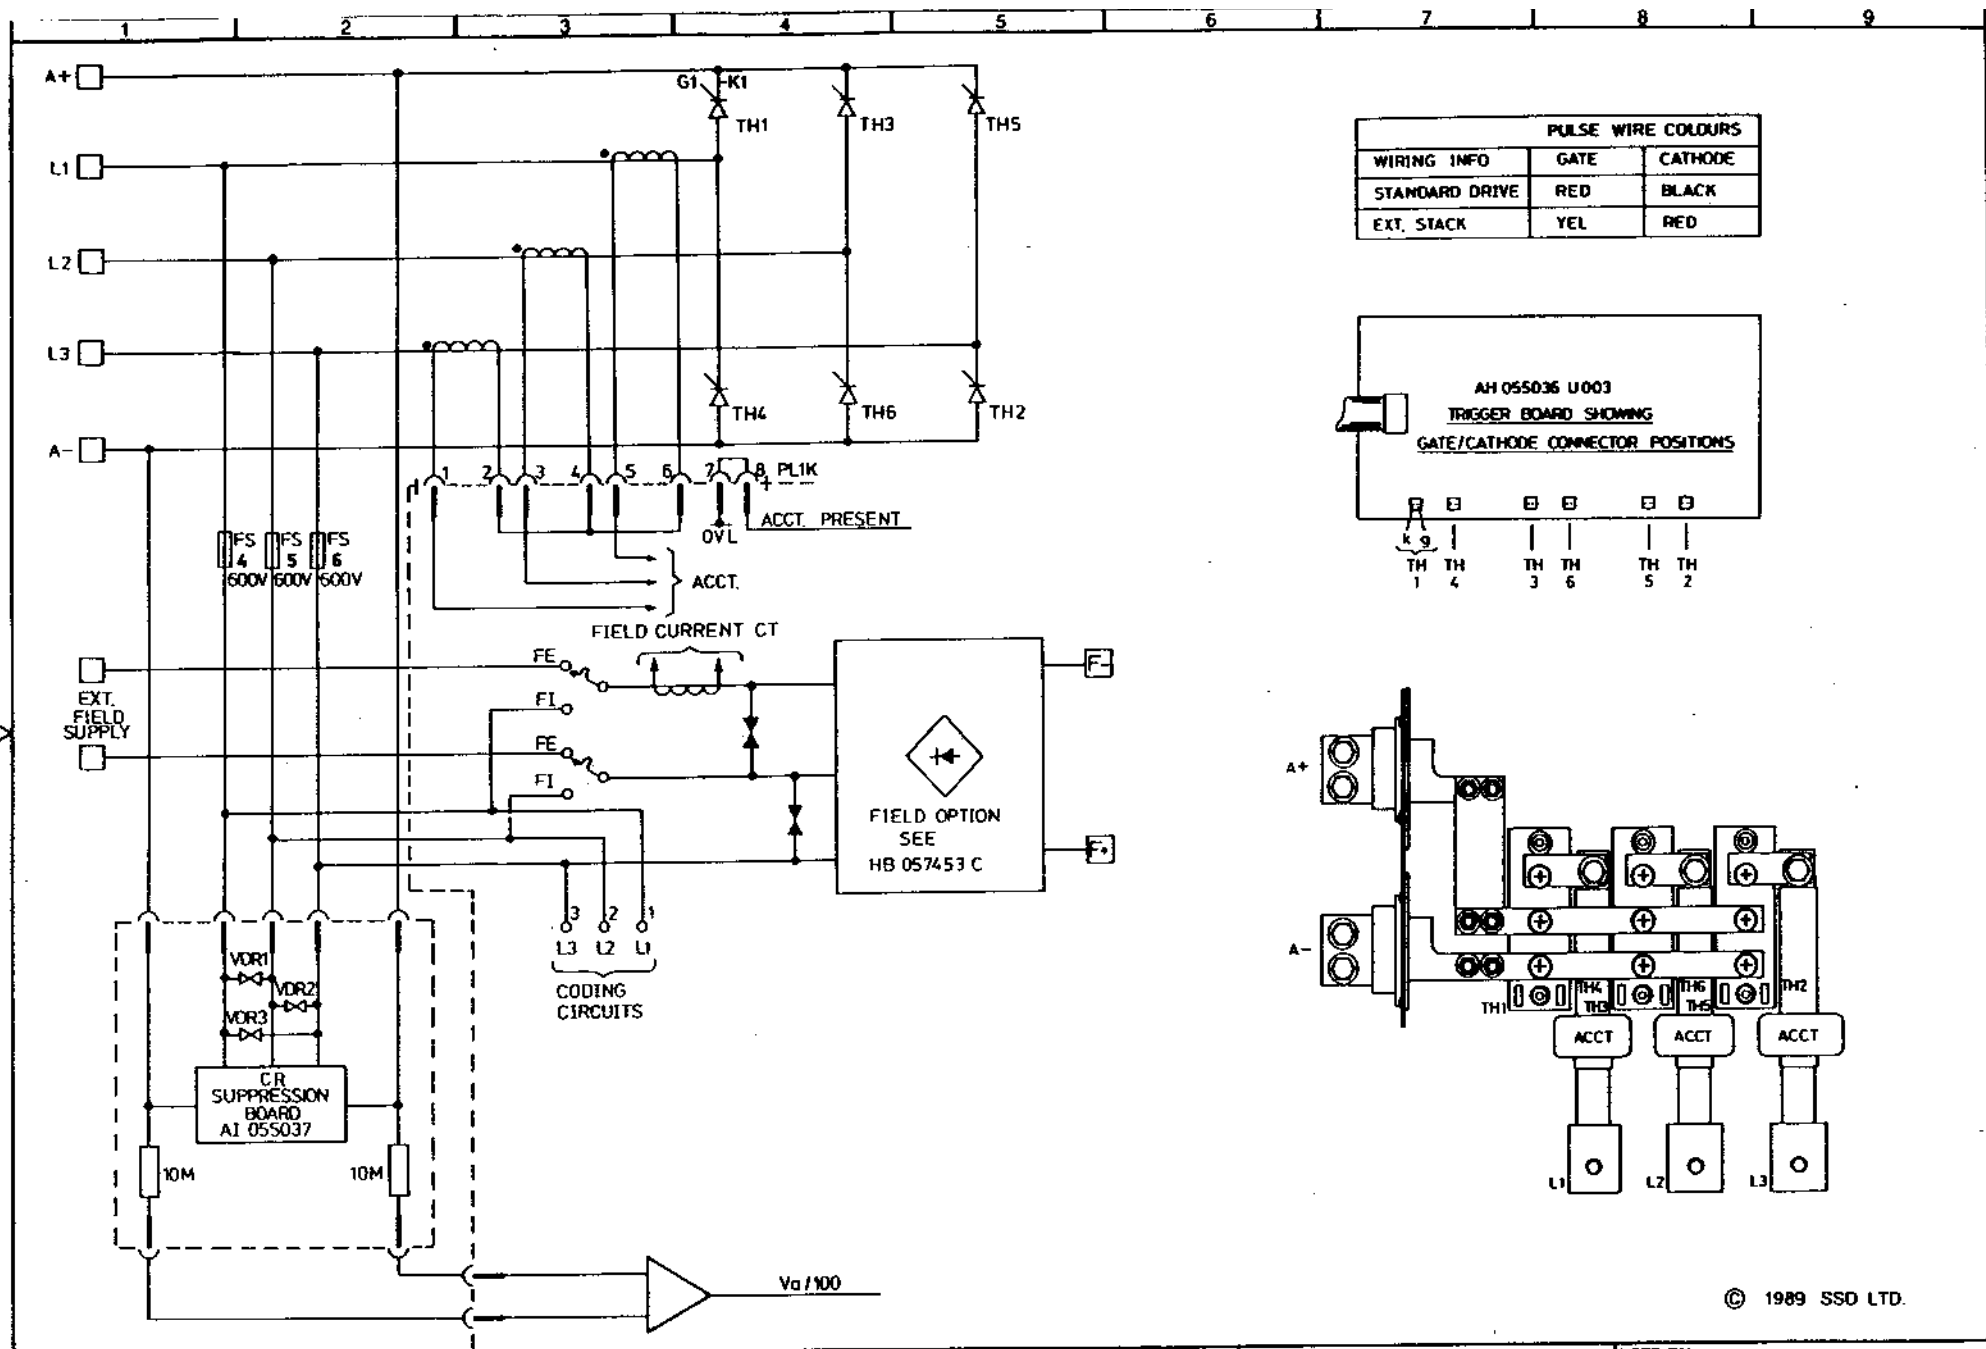 1 2 3 4 5 6 7 8 9
A+
L1
L2
L3
A-
G1 K1
TH1
TH3
TH5
TH4
TH6
TH2
1 2 3 4 5 6 7 8 PL1K
OVL
ACCT. PRESENT
ACCT.
FS
4
600V
FS
5
600V
FS
6
600V
FIELD CURRENT CT
EXT.
FIELD
SUPPLY
FE
FI
FE
FI
F-
F+
FIELD OPTION
SEE
HB 057453 C
3 2 1
L3 L2 L1
CODING
CIRCUITS
VDR1
VDR2
VDR3
CR
SUPPRESSION
BOARD
AI 055037
10M
10M
Va/100
PULSE WIRE COLOURS
WIRING INFO GATE CATHODE
STANDARD DRIVE RED BLACK
EXT. STACK YEL RED
AH 055036 U003
TRIGGER BOARD SHOWING
GATE/CATHODE CONNECTOR POSITIONS
k g
TH TH TH TH TH TH
1 4 3 6 5 2
A+
A-
TH1
TH4
TH3
TH6
TH5
TH2
ACCT ACCT ACCT
L1 L2 L3
© 1989 SSD LTD.